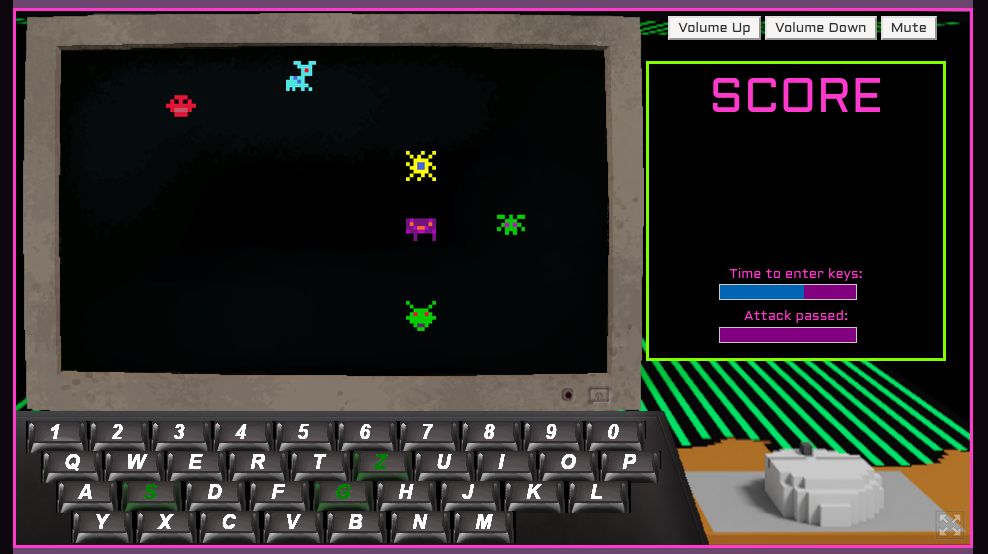 Volume Up Volume Down Mute
SCORE
Time to enter keys:
Attack passed:
1 2 3 4 5 6 7 8 9 0
Q W E R T Z U I O P
A S D F G H J K L
Y X C V B N M